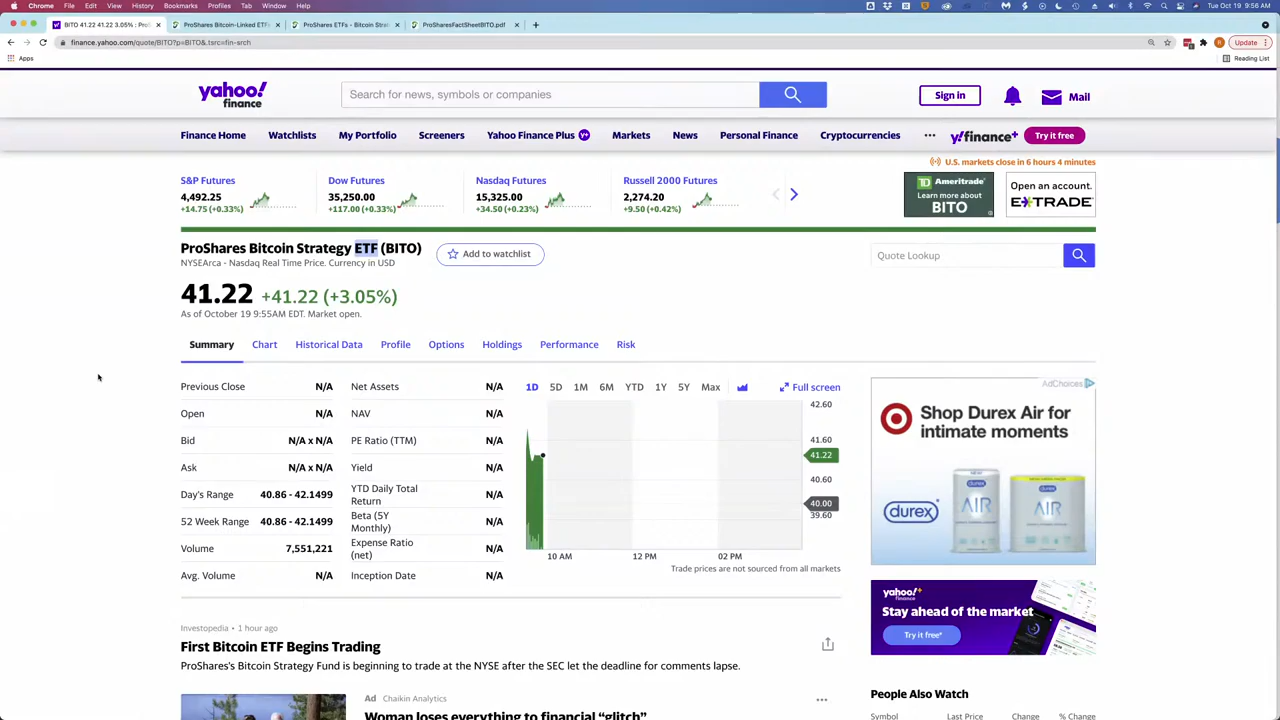 Chrome File Edit View History Bookmarks Profiles Tab Window Help
Tue Oct 19 9:56 AM
BITO 41.22 41.22 3.05% : Pro
ProShares Bitcoin-Linked ETFs
ProShares ETFs - Bitcoin Stra
ProSharesFactSheetBITO.pdf
finance.yahoo.com/quote/BITO?p=BITO&.tsrc=fin-srch
Update
Apps
Reading List
yahoo!
finance
Search for news, symbols or companies
Sign in
Mail
Finance Home Watchlists My Portfolio Screeners Yahoo Finance Plus Y+ Markets News Personal Finance Cryptocurrencies ... y!finance+ Try it free
U.S. markets close in 6 hours 4 minutes
S&P Futures
4,492.25
+14.75 (+0.33%)
Dow Futures
35,250.00
+117.00 (+0.33%)
Nasdaq Futures
15,325.00
+34.50 (+0.23%)
Russell 2000 Futures
2,274.20
+9.50 (+0.42%)
TD Ameritrade
Learn more about
BITO
Open an account.
E*TRADE
ProShares Bitcoin Strategy ETF (BITO)
NYSEArca - Nasdaq Real Time Price. Currency in USD
Add to watchlist
Quote Lookup
41.22 +41.22 (+3.05%)
As of October 19 9:55AM EDT. Market open.
Summary Chart Historical Data Profile Options Holdings Performance Risk
Previous Close N/A
Open N/A
Bid N/A x N/A
Ask N/A x N/A
Day's Range 40.86 - 42.1499
52 Week Range 40.86 - 42.1499
Volume 7,551,221
Avg. Volume N/A
Net Assets N/A
NAV N/A
PE Ratio (TTM) N/A
Yield N/A
YTD Daily Total
Return N/A
Beta (5Y
Monthly) N/A
Expense Ratio
(net) N/A
Inception Date N/A
1D 5D 1M 6M YTD 1Y 5Y Max
Full screen
42.60
41.60
41.22
40.60
40.00
39.60
10 AM 12 PM 02 PM
Trade prices are not sourced from all markets
AdChoices
Shop Durex Air for
intimate moments
durex
AIR
AIR
yahoo!+
finance
Stay ahead of the market
Try it free*
Investopedia • 1 hour ago
First Bitcoin ETF Begins Trading
ProShares's Bitcoin Strategy Fund is beginning to trade at the NYSE after the SEC let the deadline for comments lapse.
Ad Chaikin Analytics
...
Woman loses everything to financial "glitch"
People Also Watch
Symbol Last Price Change % Change